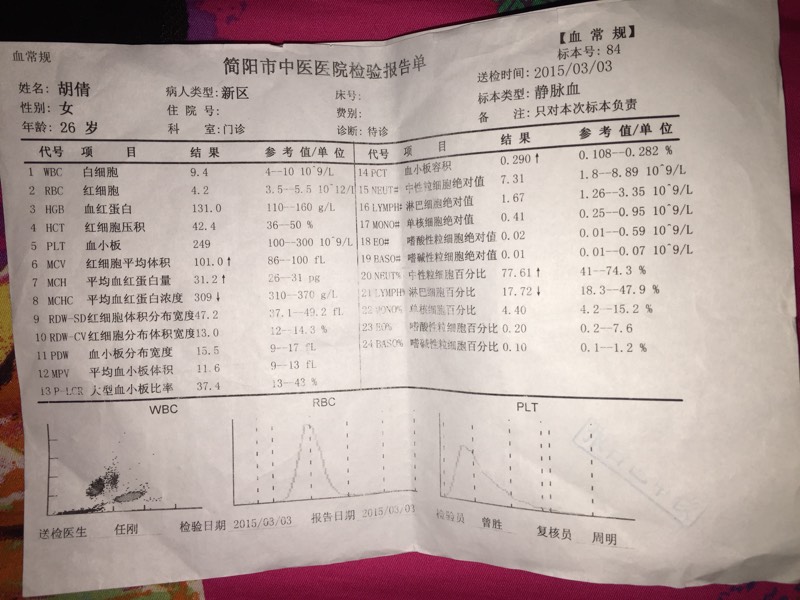 血常规
【血 常 规】
简阳市中医医院检验报告单
标本号: 84
姓名: 胡倩 病人类型: 新区 床号: 送检时间: 2015/03/03
性别: 女 住 院 号: 费别: 标本类型: 静脉血
年龄: 26 岁 科 室: 门诊 诊断: 待诊 备 注: 只对本次标本负责
代号 项 目 结 果 参 考 值/单 位 代号 项 目 结 果 参 考 值/单 位
1 WBC 白细胞 9.4 4--10 10^9/L 14 PCT 血小板容积 0.290↑ 0.108--0.282 %
2 RBC 红细胞 4.2 3.5--5.5 10^12/L 15 NEUT# 中性粒细胞绝对值 7.31 1.8--8.89 10^9/L
3 HGB 血红蛋白 131.0 110--160 g/L 16 LYMPH# 淋巴细胞绝对值 1.67 1.26--3.35 10^9/L
4 HCT 红细胞压积 42.4 36--50 % 17 MONO# 单核细胞绝对值 0.41 0.25--0.95 10^9/L
5 PLT 血小板 249 100--300 10^9/L 18 EO# 嗜酸性粒细胞绝对值 0.02 0.01--0.59 10^9/L
6 MCV 红细胞平均体积 101.0↑ 86--100 fL 19 BASO# 嗜碱性粒细胞绝对值 0.01 0.01--0.07 10^9/L
7 MCH 平均血红蛋白量 31.2↑ 26--31 pg 20 NEUT% 中性粒细胞百分比 77.61↑ 41--74.3 %
8 MCHC 平均血红蛋白浓度 309↓ 310--370 g/L 21 LYMPH% 淋巴细胞百分比 17.72↓ 18.3--47.9 %
9 RDW-SD 红细胞体积分布宽度 47.2 37.1--49.2 fL 22 MONO% 单核细胞百分比 4.40 4.2--15.2 %
10 RDW-CV 红细胞分布体积宽度 13.0 12--14.3 % 23 EO% 嗜酸性粒细胞百分比 0.20 0.2--7.6
11 PDW 血小板分布宽度 15.5 9--17 fL 24 BASO% 嗜碱性粒细胞百分比 0.10 0.1--1.2 %
12 MPV 平均血小板体积 11.6 9--13 fL
13 P-LCR 大型血小板比率 37.4 13--43 %
WBC RBC PLT
送检医生 任刚 检验日期 2015/03/03 报告日期 2015/03/03 检验员 曾胜 复核员 周明